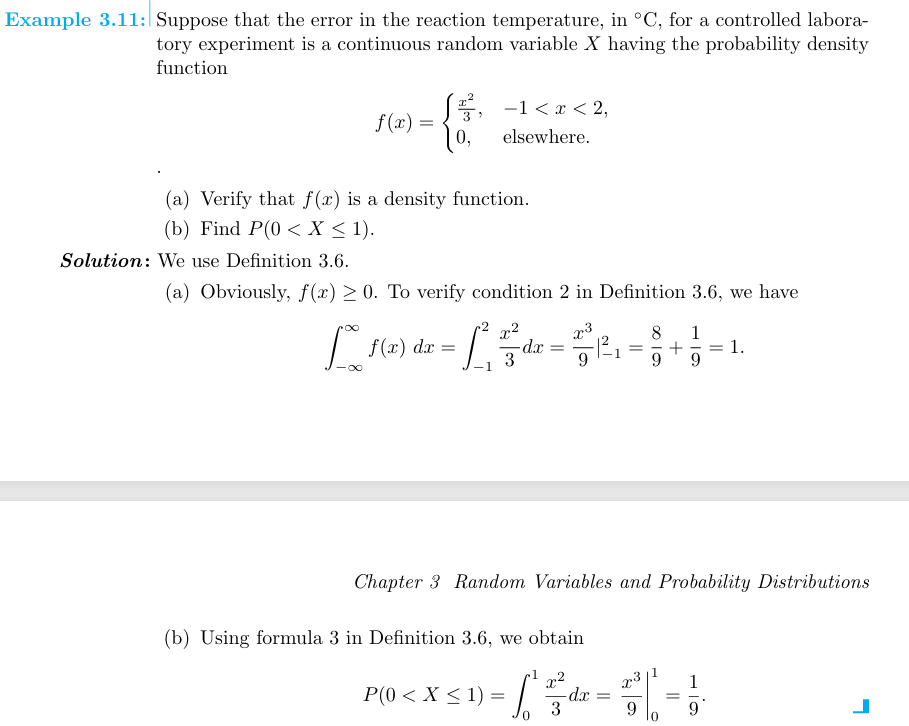 Example 3.11: Suppose that the error in the reaction temperature, in °C, for a controlled labora-
tory experiment is a continuous random variable X having the probability density
function
f(x) = { x²/3, −1 < x < 2,
0, elsewhere.
.
(a) Verify that f(x) is a density function.
(b) Find P(0 < X ≤ 1).
Solution: We use Definition 3.6.
(a) Obviously, f(x) ≥ 0. To verify condition 2 in Definition 3.6, we have
∫_{−∞}^{∞} f(x) dx = ∫_{−1}^{2} x²/3 dx = x³/9 |²₋₁ = 8/9 + 1/9 = 1.
Chapter 3 Random Variables and Probability Distributions
(b) Using formula 3 in Definition 3.6, we obtain
P(0 < X ≤ 1) = ∫_{0}^{1} x²/3 dx = x³/9 |¹₀ = 1/9.